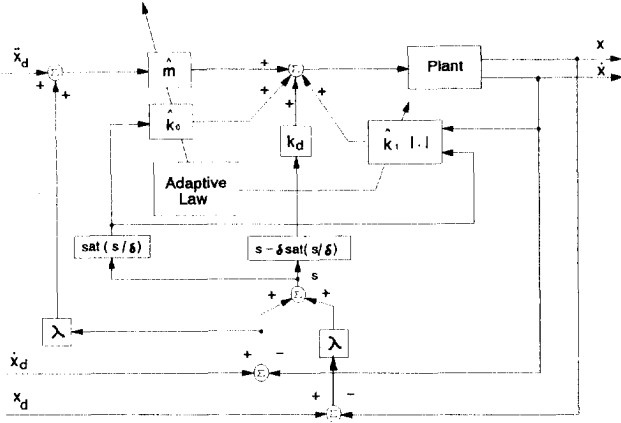 ẍd
+
+
Σ
m̂
+
Σ
+
+
+
Plant
x
ẋ
k̂₀
kd
k̂₁ |.|
Adaptive
Law
sat ( s / δ )
s – δ sat( s/δ )
s
+
Σ
+
λ
λ
ẋd
+
Σ
–
xd
+
Σ
–